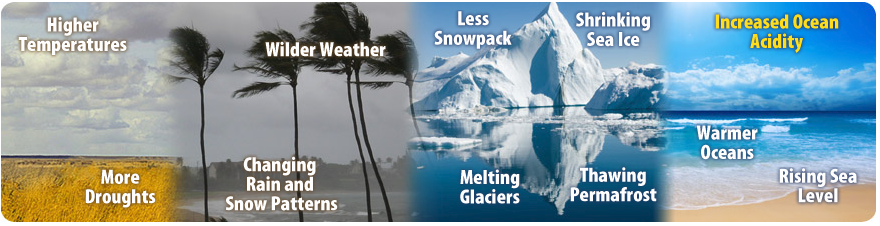 Higher
Temperatures
More
Droughts
Wilder Weather
Changing
Rain and
Snow Patterns
Less
Snowpack
Shrinking
Sea Ice
Melting
Glaciers
Thawing
Permafrost
Increased Ocean
Acidity
Warmer
Oceans
Rising Sea
Level